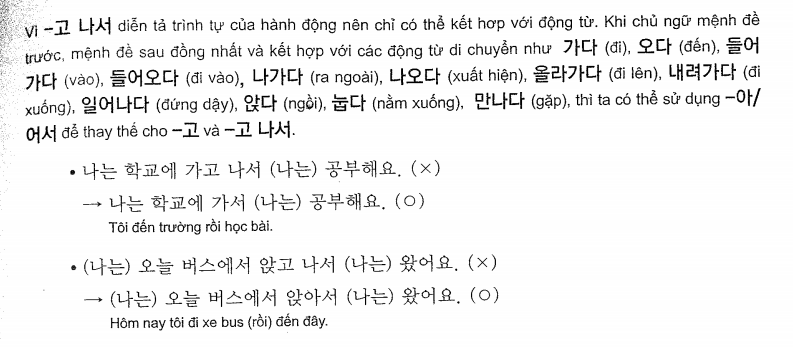 Vì –고 나서 diễn tả trình tự của hành động nên chỉ có thể kết hợp với động từ. Khi chủ ngữ mệnh đề
trước, mệnh đề sau đồng nhất và kết hợp với các động từ di chuyển như 가다 (đi), 오다 (đến), 들어
가다 (vào), 들어오다 (đi vào), 나가다 (ra ngoài), 나오다 (xuất hiện), 올라가다 (đi lên), 내려가다 (đi
xuống), 일어나다 (đứng dậy), 앉다 (ngồi), 눕다 (nằm xuống), 만나다 (gặp), thì ta có thể sử dụng –아/
어서 để thay thế cho –고 và –고 나서.
• 나는 학교에 가고 나서 (나는) 공부해요. (×)
→ 나는 학교에 가서 (나는) 공부해요. (○)
Tôi đến trường rồi học bài.
• (나는) 오늘 버스에서 앉고 나서 (나는) 왔어요. (×)
→ (나는) 오늘 버스에서 앉아서 (나는) 왔어요. (○)
Hôm nay tôi đi xe bus (rồi) đến đây.